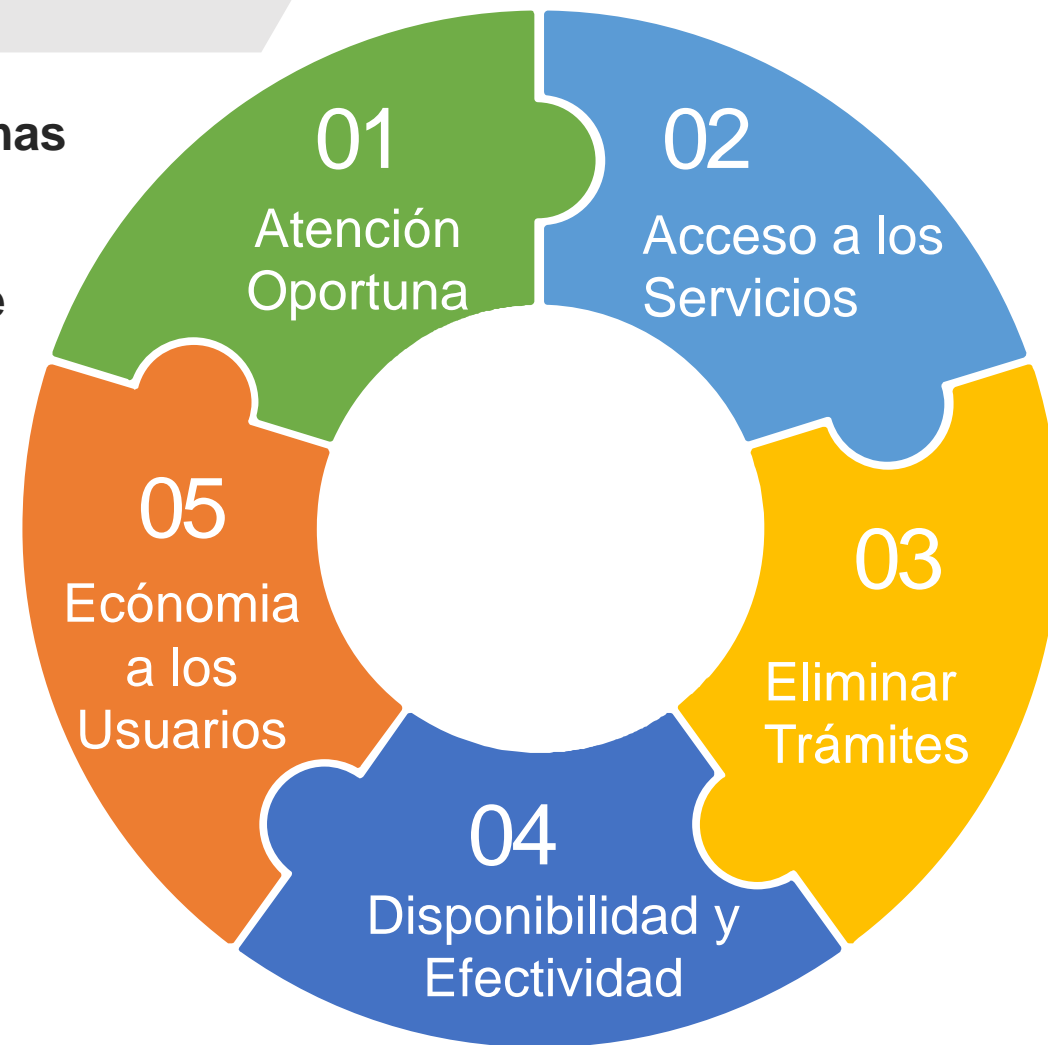 01
Atención
Oportuna
02
Acceso a los
Servicios
03
Eliminar
Trámites
04
Disponibilidad y
Efectividad
05
Ecónomia
a los
Usuarios